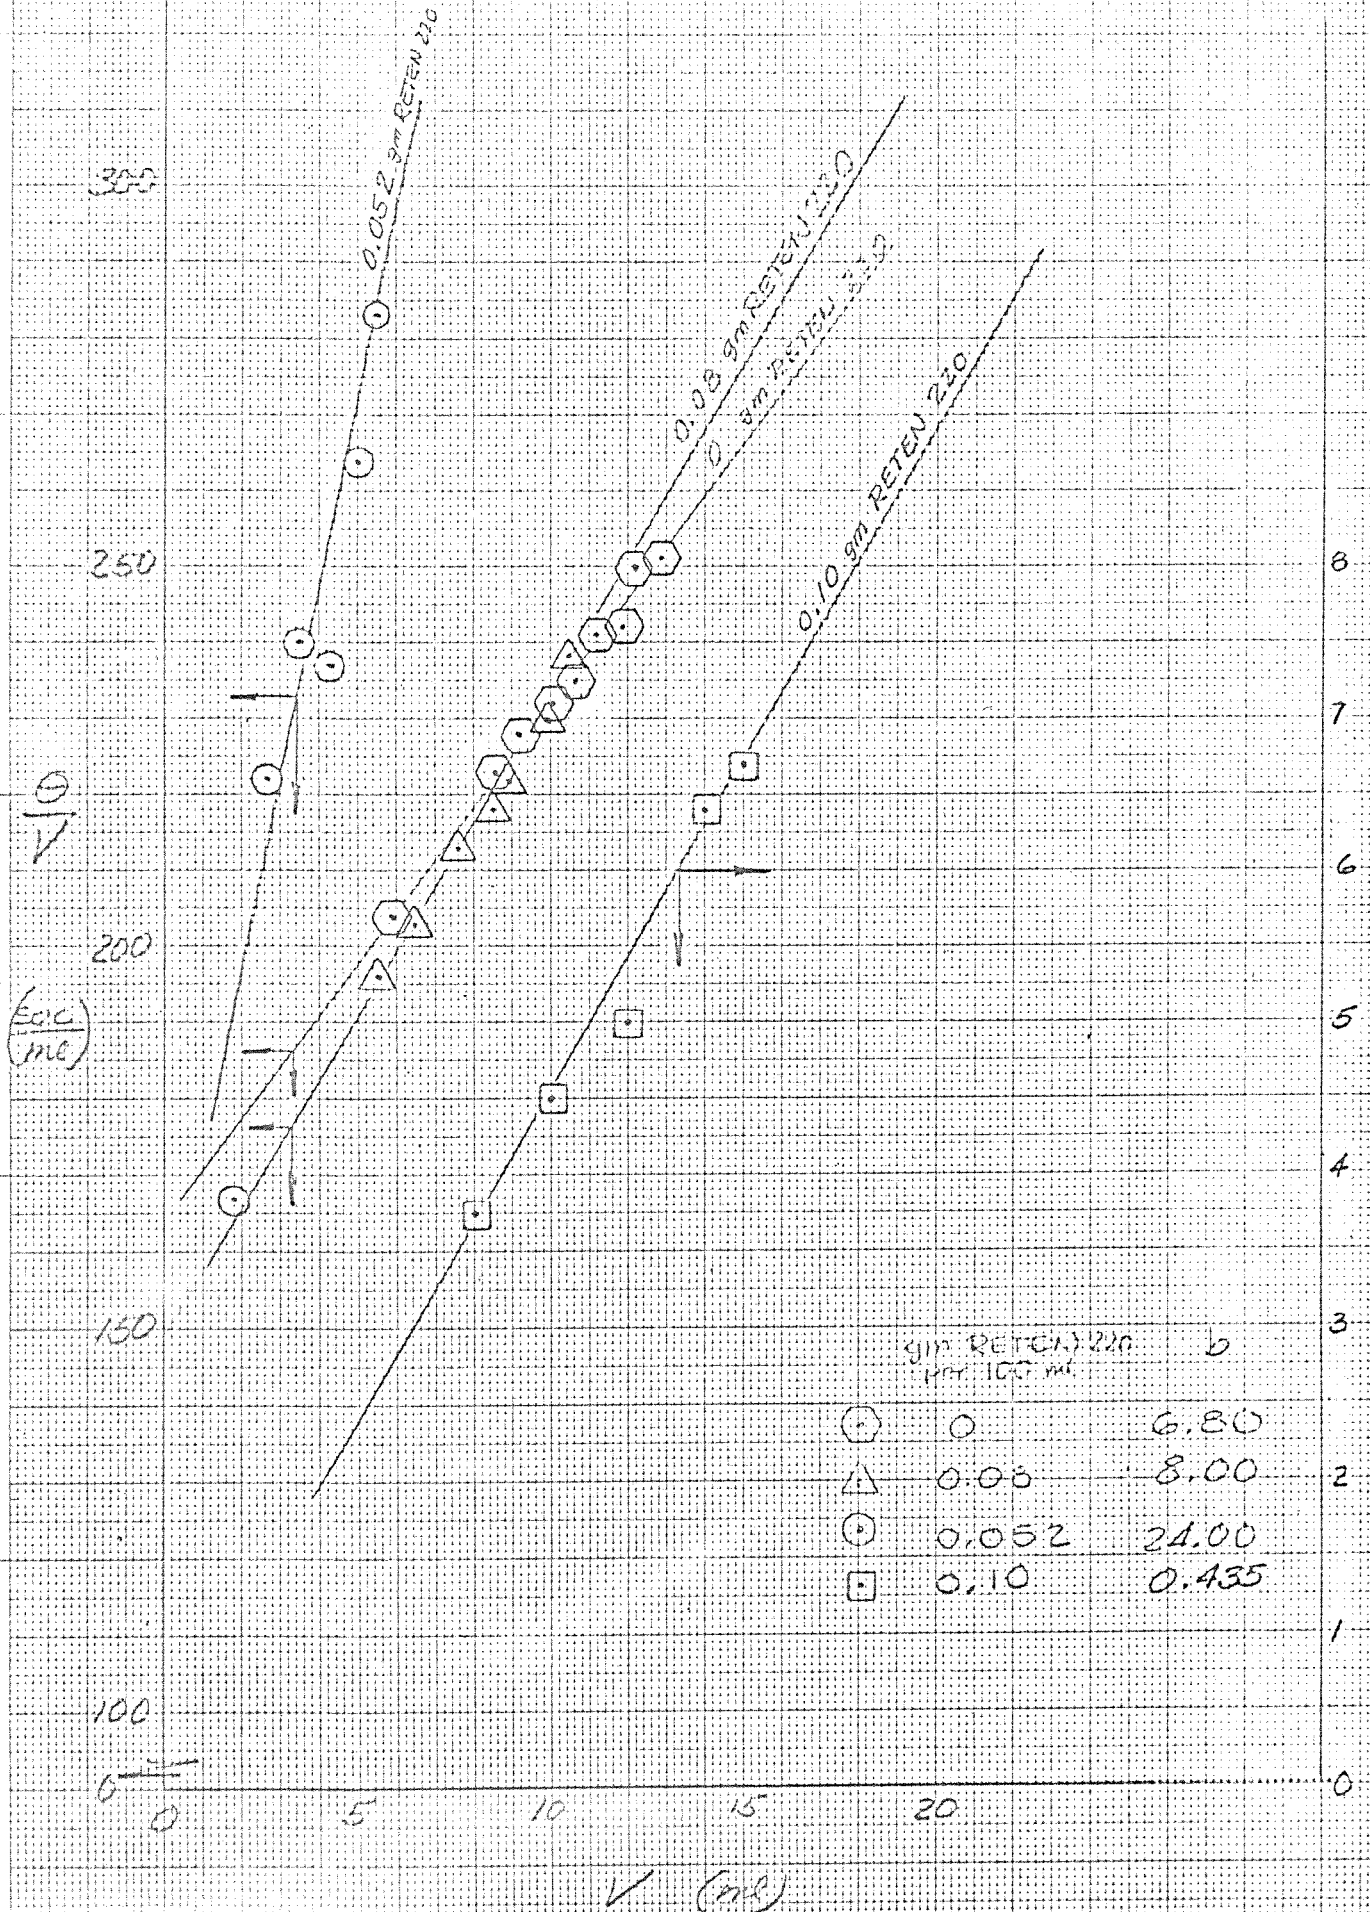 0.052 gm RETEN 220
300
0.08 gm RETEN 220
0 gm RETEN 220
0.10 gm RETEN 220
250
8
7
Θ
V
6
200
5
(sec
ml)
4
150
3
gm RETEN 220 b
per 100 ml
0 6.80
0.08 8.00
2
0.052 24.00
0.10 0.435
1
100
0
0
0 5 10 15 20
V (ml)